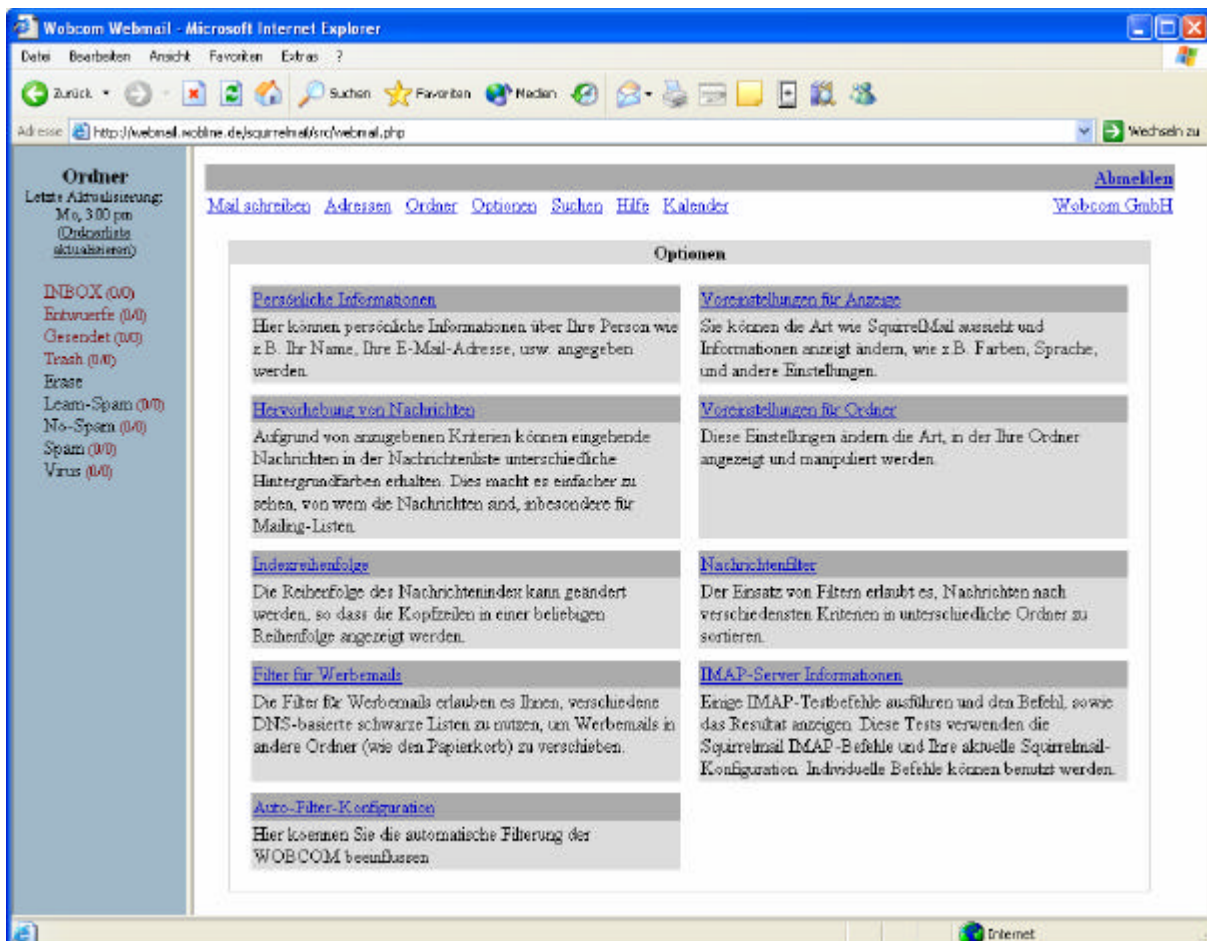 Wobcom Webmail - Microsoft Internet Explorer
Datei Bearbeiten Ansicht Favoriten Extras ?
Zurück Suchen Favoriten Medien
Adresse http://webmail.wobline.de/squirrelmail/src/webmail.php Wechseln zu
Ordner
Letzte Aktualisierung:
Mo, 3:00 pm
(Ordnerliste
aktualisieren)
INBOX (0/0)
Entwuerfe (0/0)
Gesendet (0/0)
Trash (0/0)
Erase
Learn-Spam (0/0)
No-Spam (0/0)
Spam (0/0)
Virus (0/0)
Abmelden
Mail schreiben Adressen Ordner Optionen Suchen Hilfe Kalender Wobcom GmbH
Optionen
Persönliche Informationen
Hier können persönliche Informationen über Ihre Person wie
z.B. Ihr Name, Ihre E-Mail-Adresse, usw. angegeben
werden.
Voreinstellungen für Anzeige
Sie können die Art wie SquirrelMail aussieht und
Informationen anzeigt ändern, wie z.B. Farben, Sprache,
und andere Einstellungen.
Hervorhebung von Nachrichten
Aufgrund von anzugebenen Kriterien können eingehende
Nachrichten in der Nachrichtenliste unterschiedliche
Hintergrundfarben erhalten. Dies macht es einfacher zu
sehen, von wem die Nachrichten sind, inbesondere für
Mailing-Listen.
Voreinstellungen für Ordner
Diese Einstellungen ändern die Art, in der Ihre Ordner
angezeigt und manipuliert werden.
Indexreihenfolge
Die Reihenfolge des Nachrichtenindex kann geändert
werden, so dass die Kopfzeilen in einer beliebigen
Reihenfolge angezeigt werden.
Nachrichtenfilter
Der Einsatz von Filtern erlaubt es, Nachrichten nach
verschiedensten Kriterien in unterschiedliche Ordner zu
sortieren.
Filter für Werbemails
Die Filter für Werbemails erlauben es Ihnen, verschiedene
DNS-basierte schwarze Listen zu nutzen, um Werbemails in
andere Ordner (wie den Papierkorb) zu verschieben.
IMAP-Server Informationen
Einige IMAP-Testbefehle ausführen und den Befehl, sowie
das Resultat anzeigen. Diese Tests verwenden die
Squirrelmail IMAP-Befehle und Ihre aktuelle Squirrelmail-
Konfiguration. Individuelle Befehle können benutzt werden.
Auto-Filter-Konfiguration
Hier koennen Sie die automatische Filterung der
WOBCOM beeinflussen
Internet